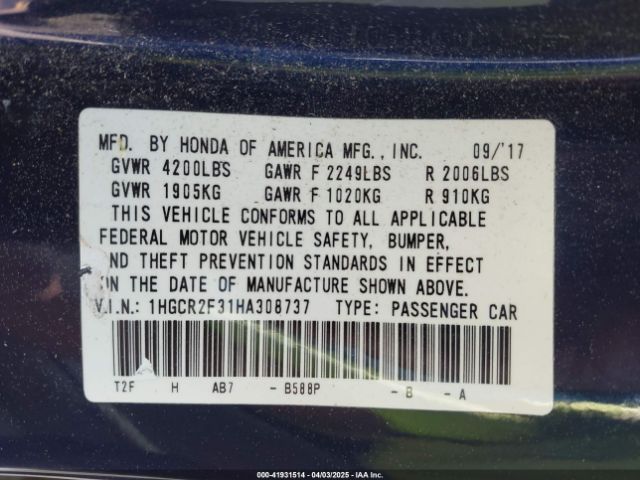 MFD. BY HONDA OF AMERICA MFG., INC. 09/'17
GVWR 4200LBS GAWR F 2249LBS R 2006LBS
GVWR 1905KG GAWR F 1020KG R 910KG
THIS VEHICLE CONFORMS TO ALL APPLICABLE
FEDERAL MOTOR VEHICLE SAFETY, BUMPER,
ND THEFT PREVENTION STANDARDS IN EFFECT
ON THE DATE OF MANUFACTURE SHOWN ABOVE.
V.I.N.: 1HGCR2F31HA308737 TYPE: PASSENGER CAR
T2F H AB7 - B588P - B - A
000-41931514 | 04/03/2025 | IAA Inc.